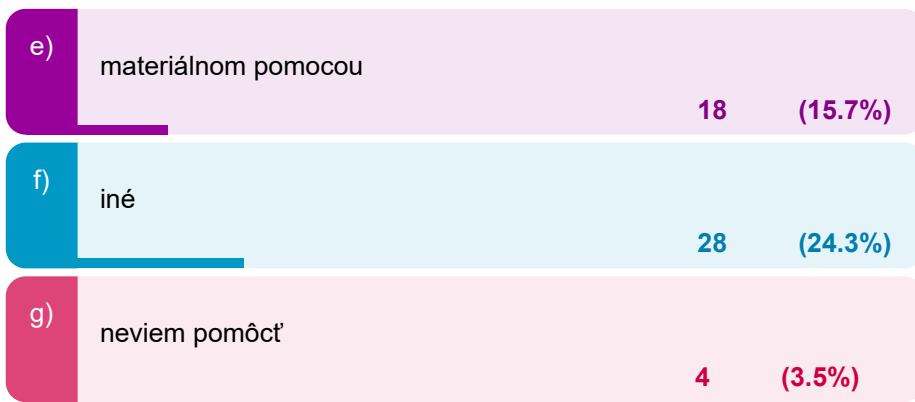 e)
materiálnom pomocou
18 (15.7%)
f)
iné
28 (24.3%)
g)
neviem pomôcť
4 (3.5%)